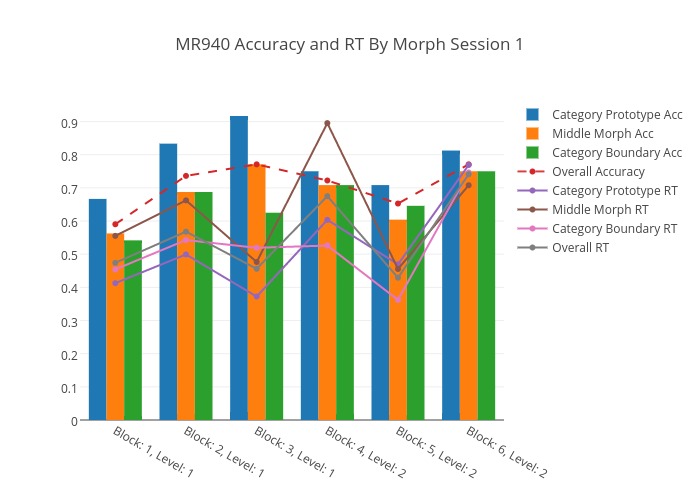 MR940 Accuracy and RT By Morph Session 1
0.9
0.8
0.7
0.6
0.5
0.4
0.3
0.2
0.1
0
Block: 1, Level: 1
Block: 2, Level: 1
Block: 3, Level: 1
Block: 4, Level: 2
Block: 5, Level: 2
Block: 6, Level: 2
Category Prototype Acc
Middle Morph Acc
Category Boundary Acc
Overall Accuracy
Category Prototype RT
Middle Morph RT
Category Boundary RT
Overall RT